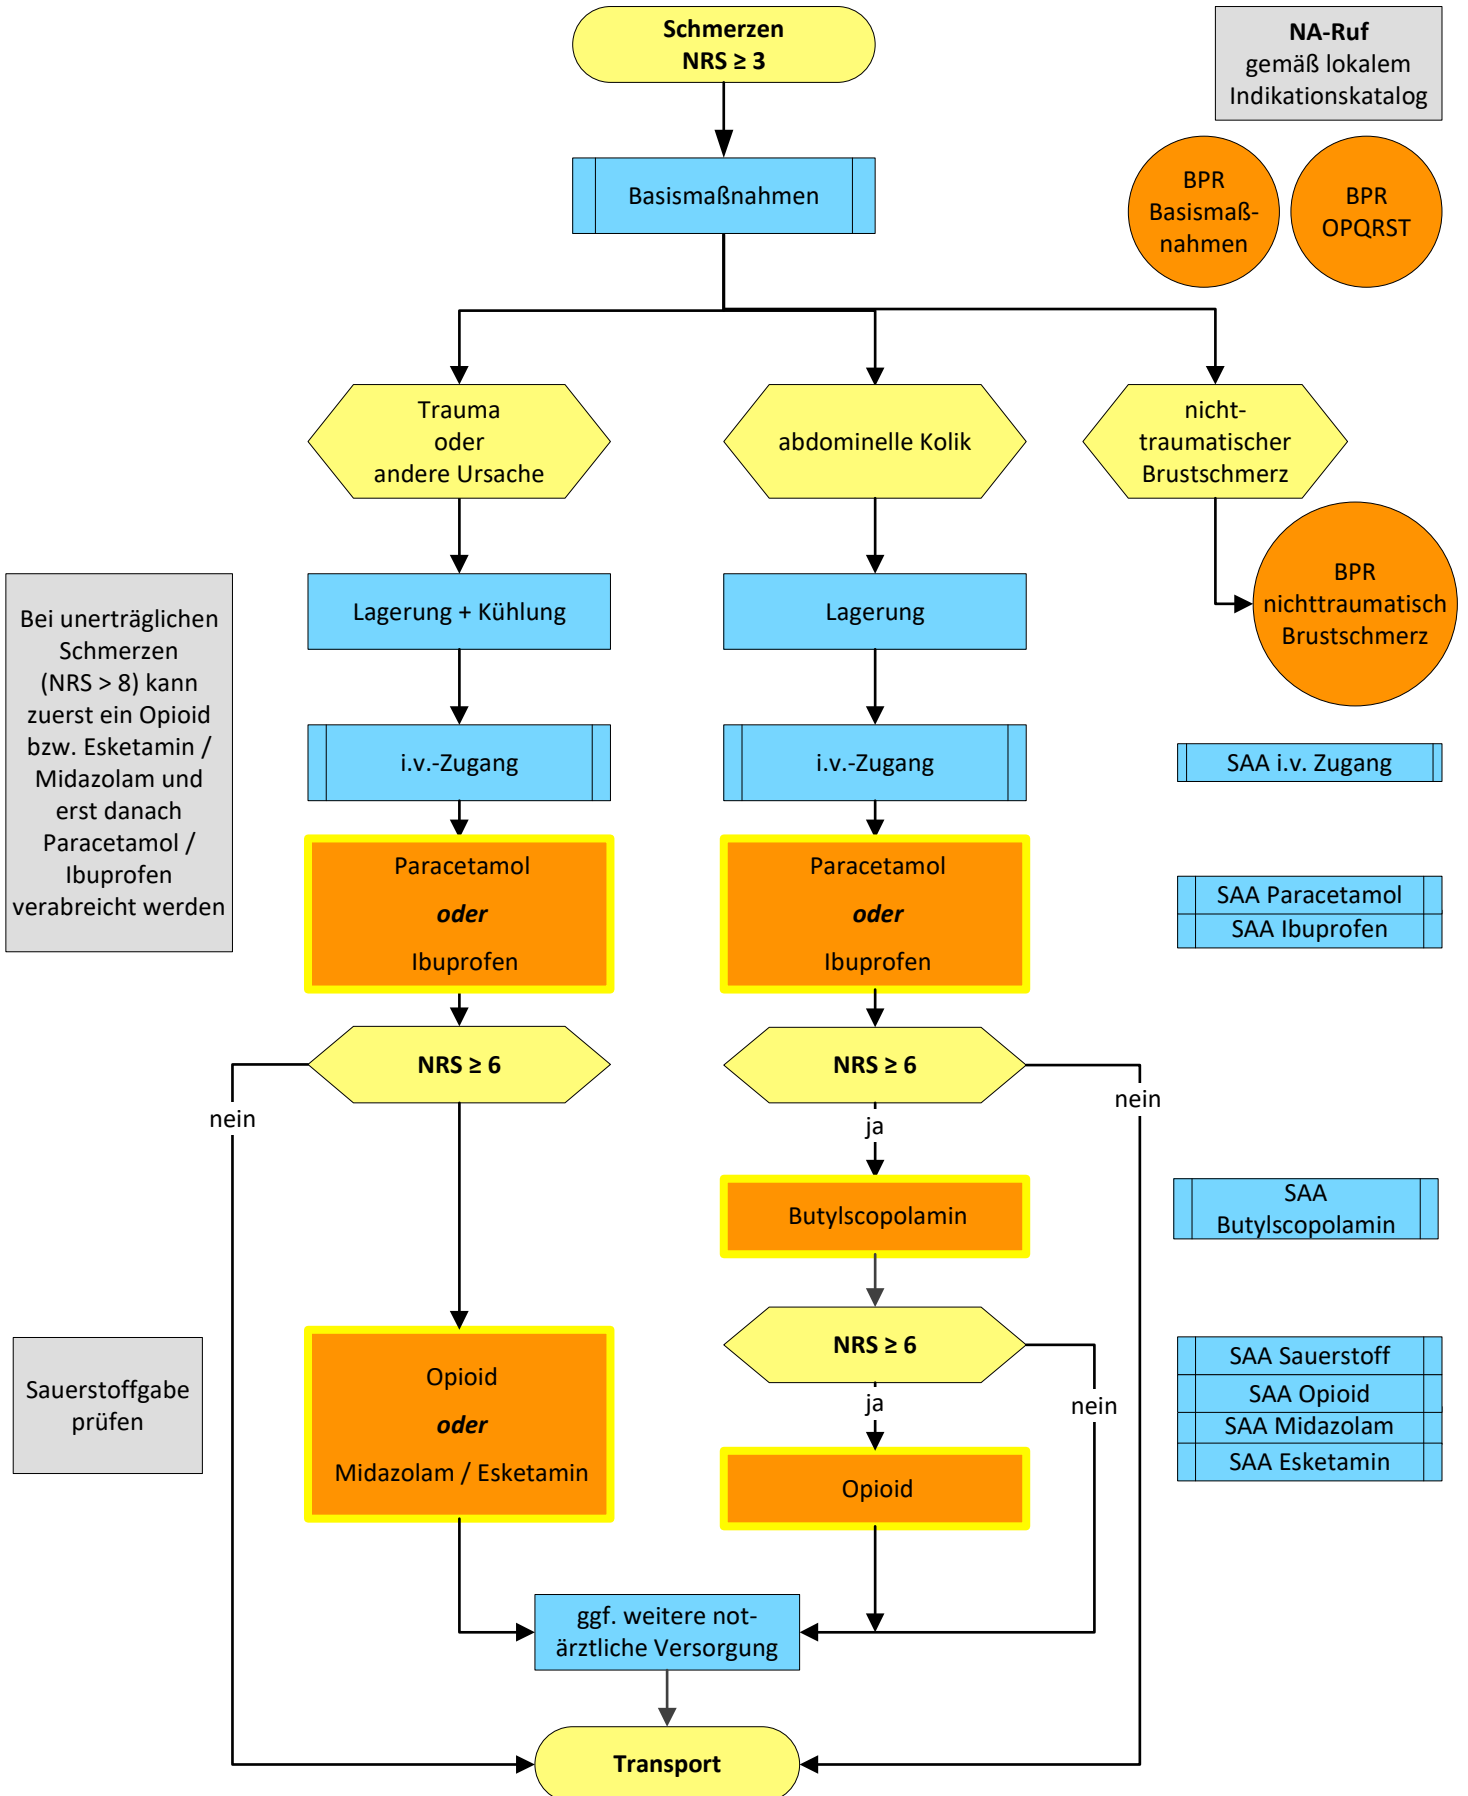 Schmerzen
NRS ≥ 3
NA-Ruf
gemäß lokalem
Indikationskatalog
Basismaßnahmen
BPR
Basismaß-
nahmen
BPR
OPQRST
Trauma
oder
andere Ursache
abdominelle Kolik
nicht-
traumatischer
Brustschmerz
Bei unerträglichen
Schmerzen
(NRS > 8) kann
zuerst ein Opioid
bzw. Esketamin /
Midazolam und
erst danach
Paracetamol /
Ibuprofen
verabreicht werden
Lagerung + Kühlung
Lagerung
BPR
nichttraumatisch
Brustschmerz
i.v.-Zugang
i.v.-Zugang
SAA i.v. Zugang
Paracetamol
oder
Ibuprofen
Paracetamol
oder
Ibuprofen
SAA Paracetamol
SAA Ibuprofen
NRS ≥ 6
NRS ≥ 6
nein
ja
nein
Butylscopolamin
SAA
Butylscopolamin
Sauerstoffgabe
prüfen
Opioid
oder
Midazolam / Esketamin
NRS ≥ 6
ja
nein
Opioid
SAA Sauerstoff
SAA Opioid
SAA Midazolam
SAA Esketamin
ggf. weitere not-
ärztliche Versorgung
Transport